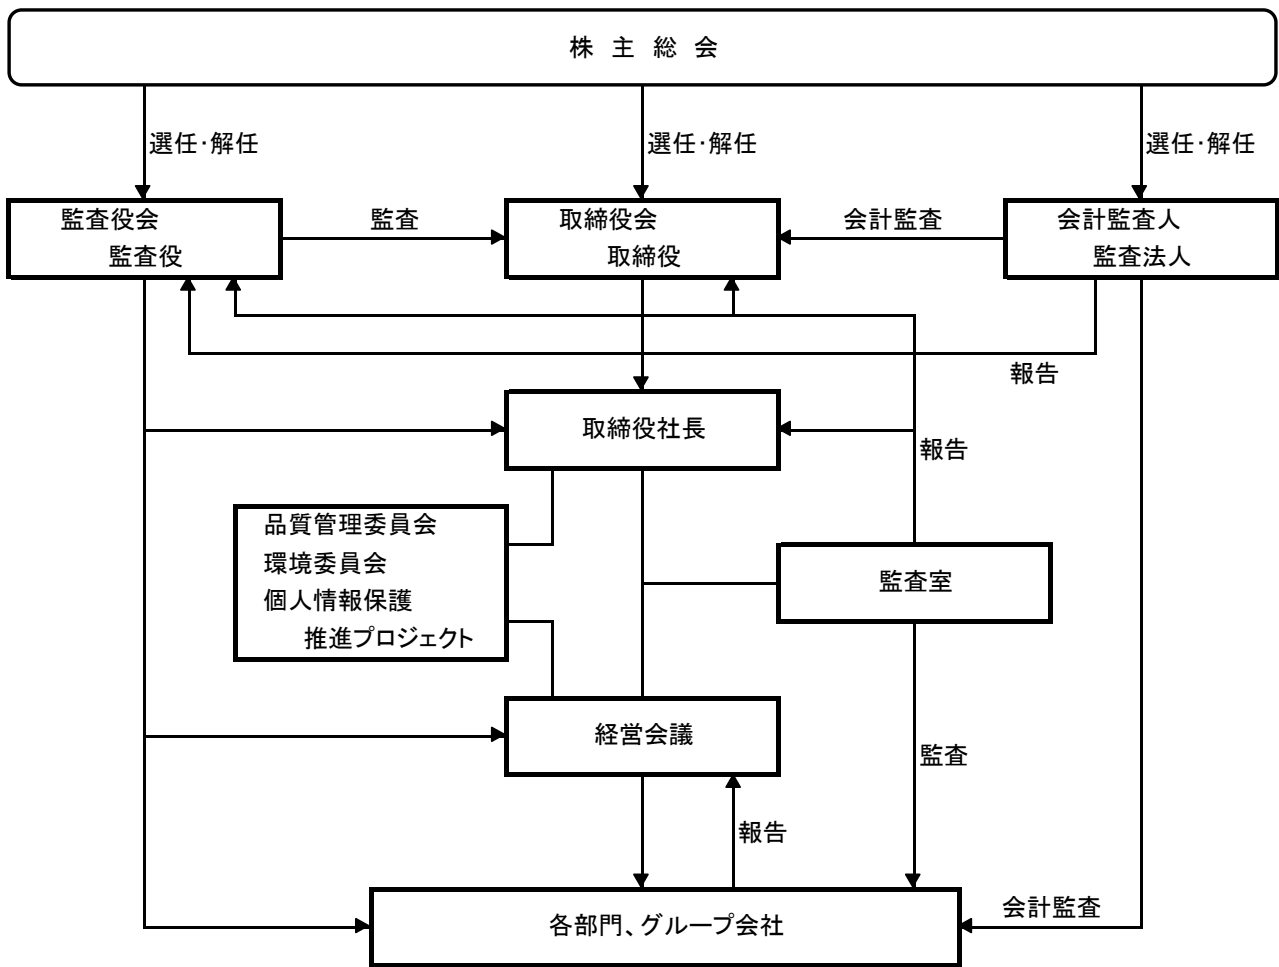 株 主 総 会
選任･解任
選任･解任
選任･解任
監査役会
監査役
監査
取締役会
取締役
会計監査
会計監査人
監査法人
報告
取締役社長
報告
品質管理委員会
環境委員会
個人情報保護
推進プロジェクト
監査室
経営会議
監査
報告
各部門、グループ会社
会計監査